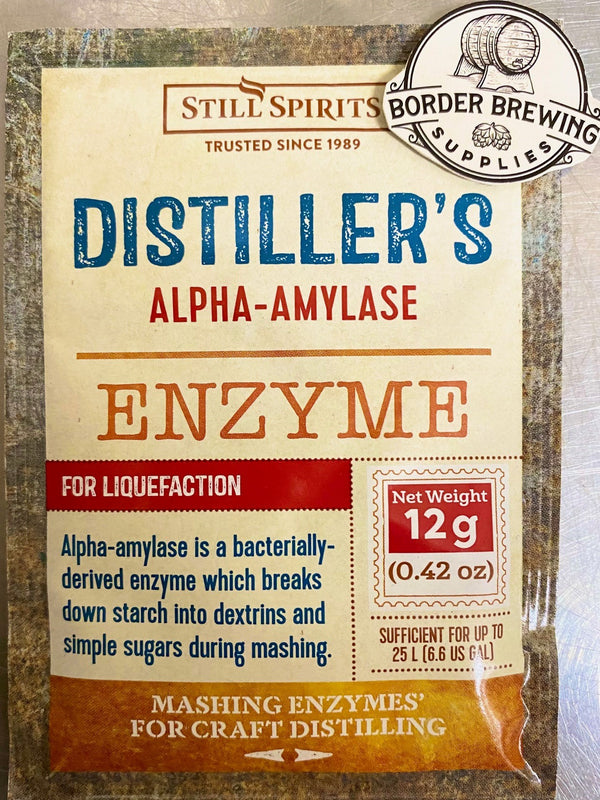 STILL SPIRITS
TRUSTED SINCE 1989
BORDER BREWING
SUPPLIES
DISTILLER'S
ALPHA-AMYLASE
ENZYME
FOR LIQUEFACTION
Alpha-amylase is a bacterially-
derived enzyme which breaks
down starch into dextrins and
simple sugars during mashing.
Net Weight
12g
(0.42 oz)
SUFFICIENT FOR UP TO
25 L (6.6 US GAL)
MASHING ENZYMES'
FOR CRAFT DISTILLING